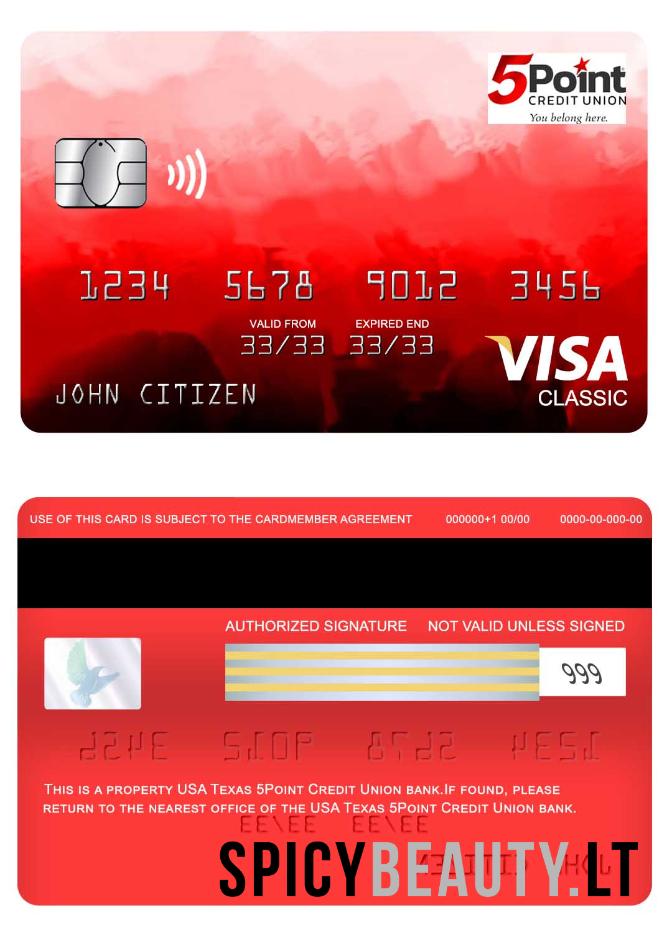 5Point
CREDIT UNION
You belong here.
1234 5678 9012 3456
VALID FROM EXPIRED END
33/33 33/33
VISA
JOHN CITIZEN
CLASSIC
USE OF THIS CARD IS SUBJECT TO THE CARDMEMBER AGREEMENT 000000+1 00/00 0000-00-000-00
AUTHORIZED SIGNATURE NOT VALID UNLESS SIGNED
999
THIS IS A PROPERTY USA TEXAS 5POINT CREDIT UNION BANK.IF FOUND, PLEASE
RETURN TO THE NEAREST OFFICE OF THE USA TEXAS 5POINT CREDIT UNION BANK.
SPICYBEAUTY.LT